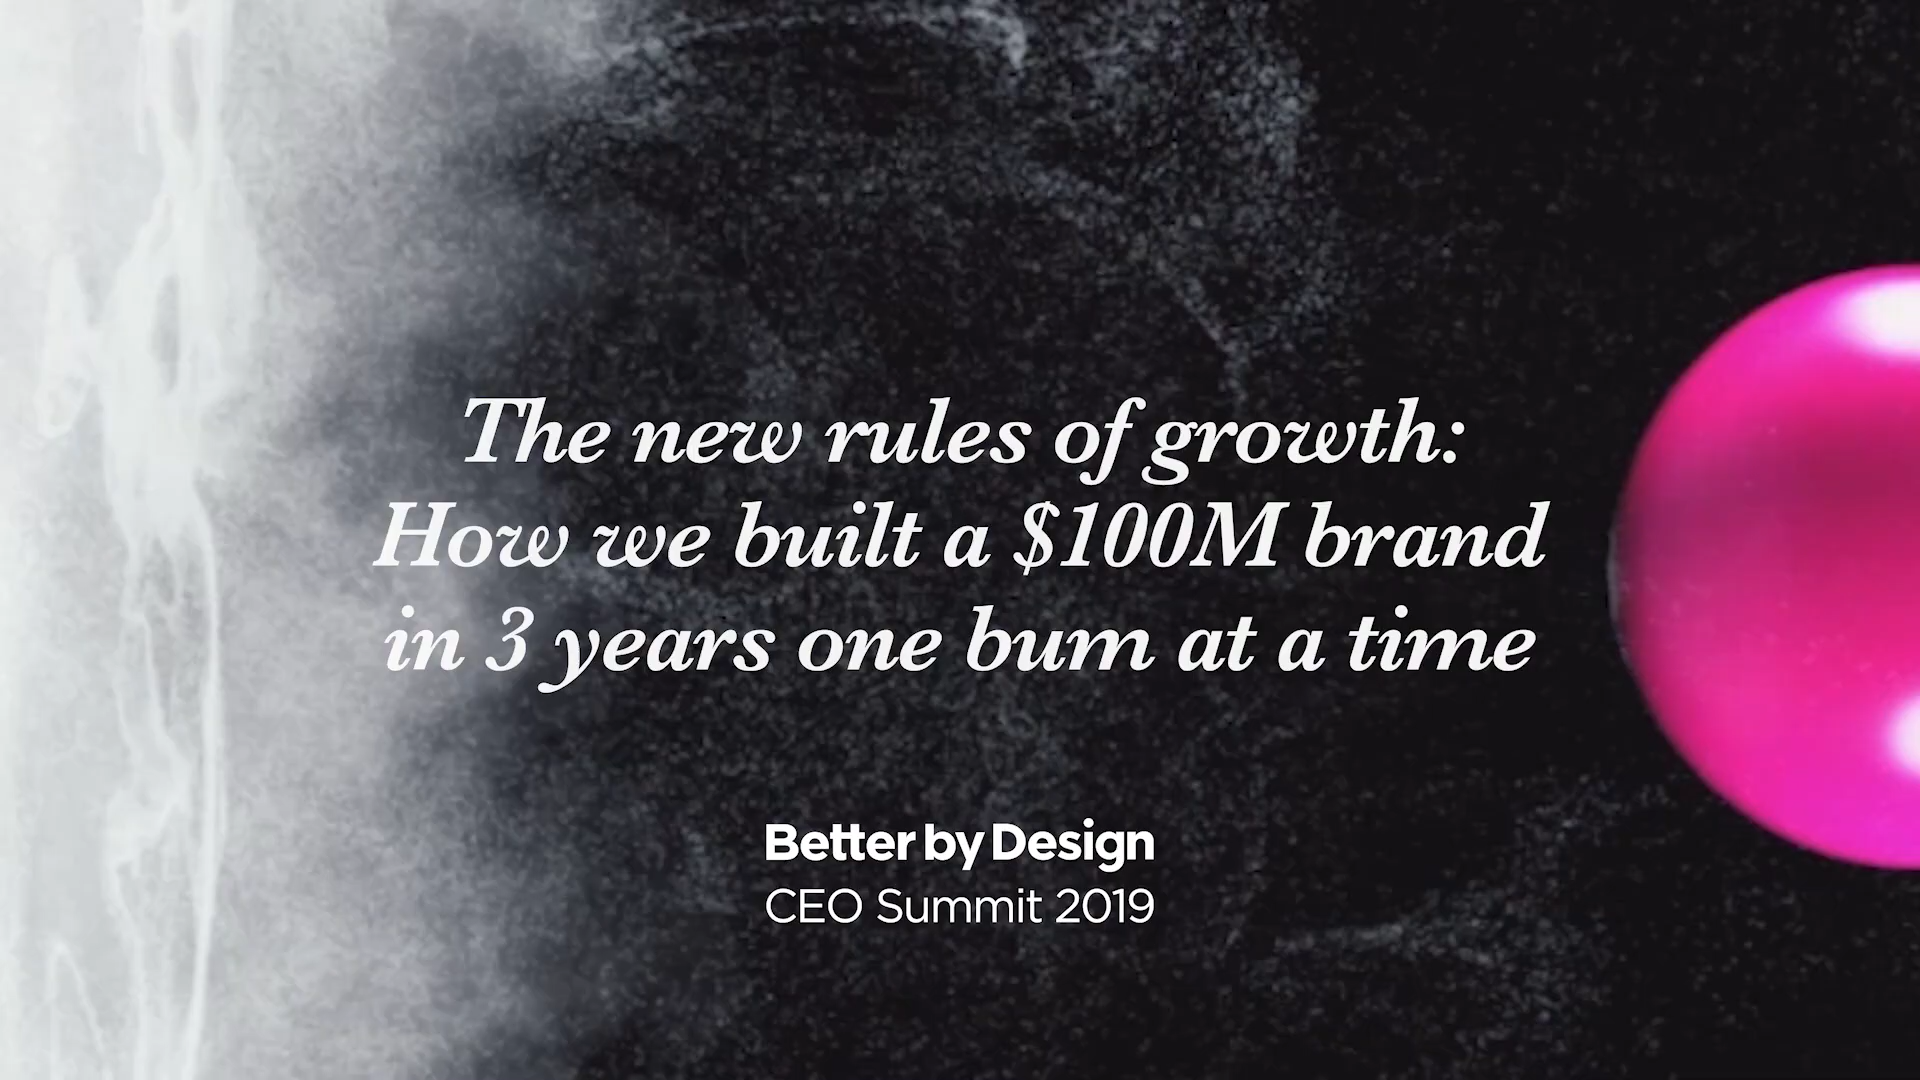 The new rules of growth:
How we built a $100M brand
in 3 years one bum at a time
Better by Design
CEO Summit 2019